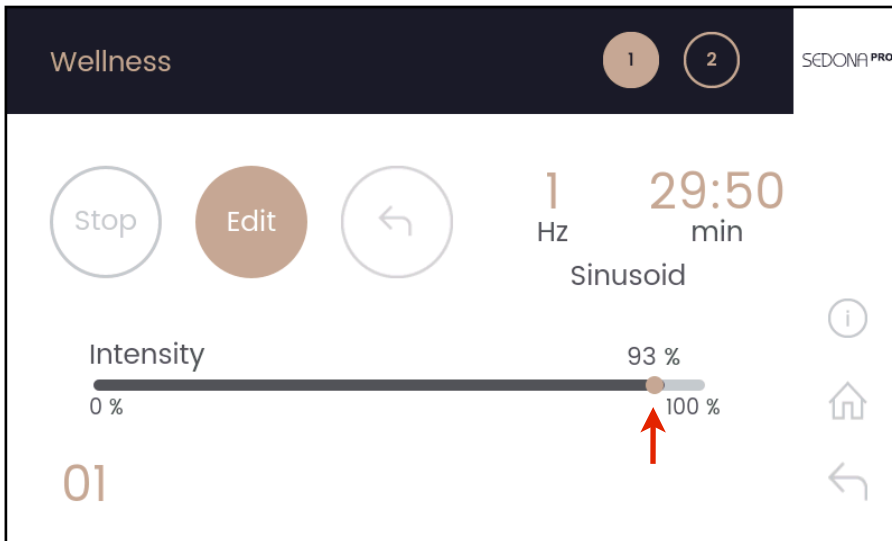 Wellness
1
2
SEDONA PRO
Stop
Edit
1
Hz
29:50
min
Sinusoid
i
Intensity
93 %
0 %
100 %
01